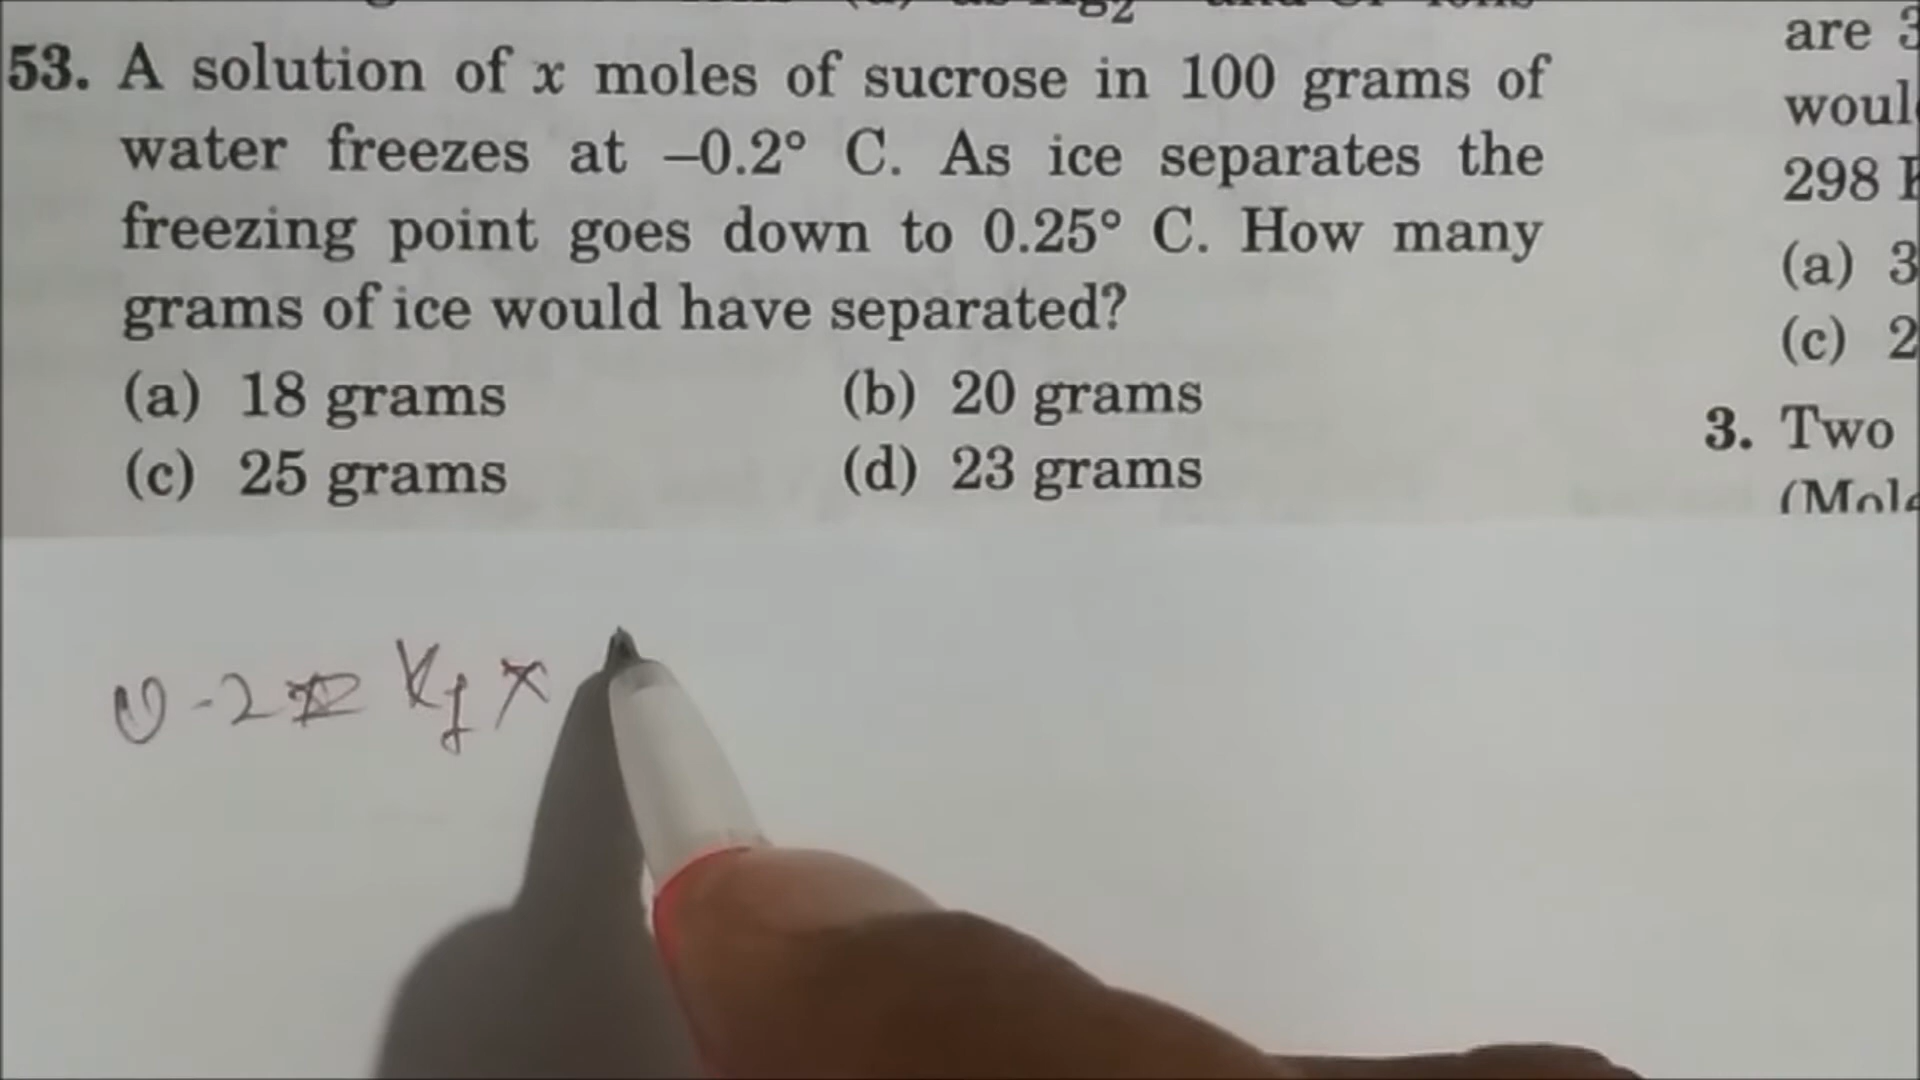 53. A solution of x moles of sucrose in 100 grams of
water freezes at –0.2° C. As ice separates the
freezing point goes down to 0.25° C. How many
grams of ice would have separated?
(a) 18 grams (b) 20 grams
(c) 25 grams (d) 23 grams
are 3
298
(a) 3
(c) 2
3. Two
0.2 = Kf ×